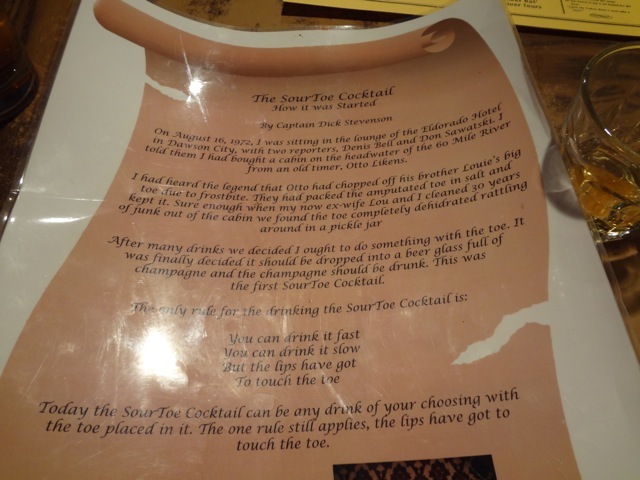 The SourToe Cocktail
How it was Started
By Captain Dick Stevenson
On August 16, 1972, I was sitting in the lounge of the Eldorado Hotel
in Dawson City, with two reporters, Denis Bell and Don Sawatski. I
told them I had bought a cabin on the headwater of the 60 Mile River
from an old timer, Otto Likens.
I had heard the legend that Otto had chopped off his brother Louie's big
toe due to frostbite. They had packed the amputated toe in salt and
kept it. Sure enough when my now ex-wife Lou and I cleaned 30 years
of junk out of the cabin we found the toe completely dehidrated rattling
around in a pickle jar
After many drinks we decided I ought to do something with the toe. It
was finally decided it should be dropped into a beer glass full of
champagne and the champagne should be drunk. This was
the first SourToe Cocktail.
The only rule for the drinking the SourToe Cocktail is:
You can drink it fast
You can drink it slow
But the lips have got
To touch the toe
Today the SourToe Cocktail can be any drink of your choosing with
the toe placed in it. The one rule still applies, the lips have got to
touch the toe.